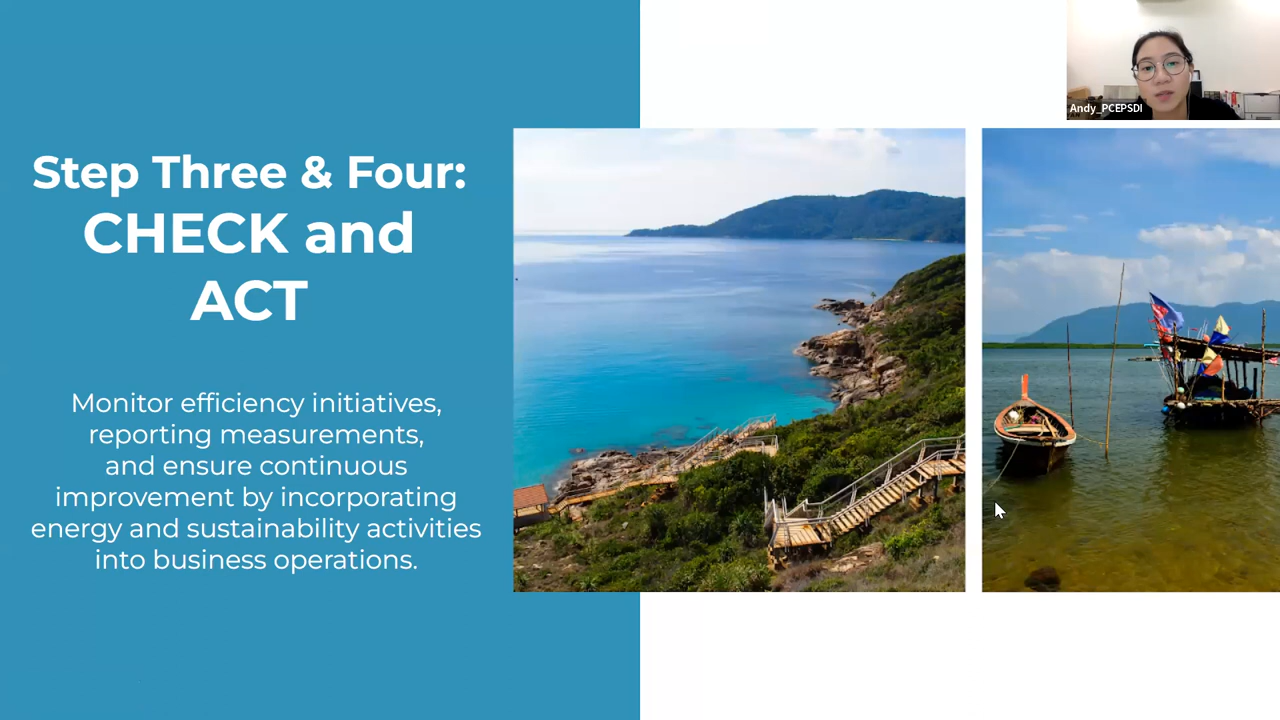 Andy_PCEPSDI
Step Three & Four:
CHECK and
ACT
Monitor efficiency initiatives,
reporting measurements,
and ensure continuous
improvement by incorporating
energy and sustainability activities
into business operations.